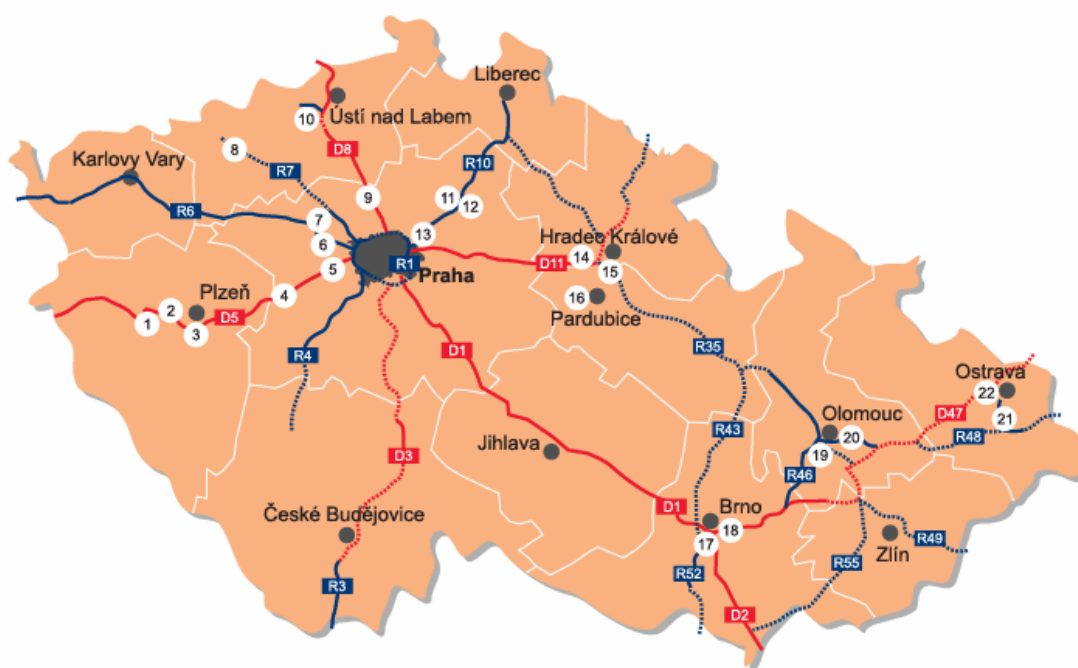 Liberec
10
Ústí nad Labem
8
D8
Karlovy Vary
R7
R10
9
11
12
R6
7
6
13
Hradec Králové
14
D11
15
5
R1
Praha
4
16
Pardubice
Plzeň
2
D5
1
3
R4
D1
R35
Ostrava
22
Olomouc
D47
21
R43
20
R48
Jihlava
19
D3
R46
D1
Brno
18
České Budějovice
17
R49
Zlín
R55
R52
R3
D2